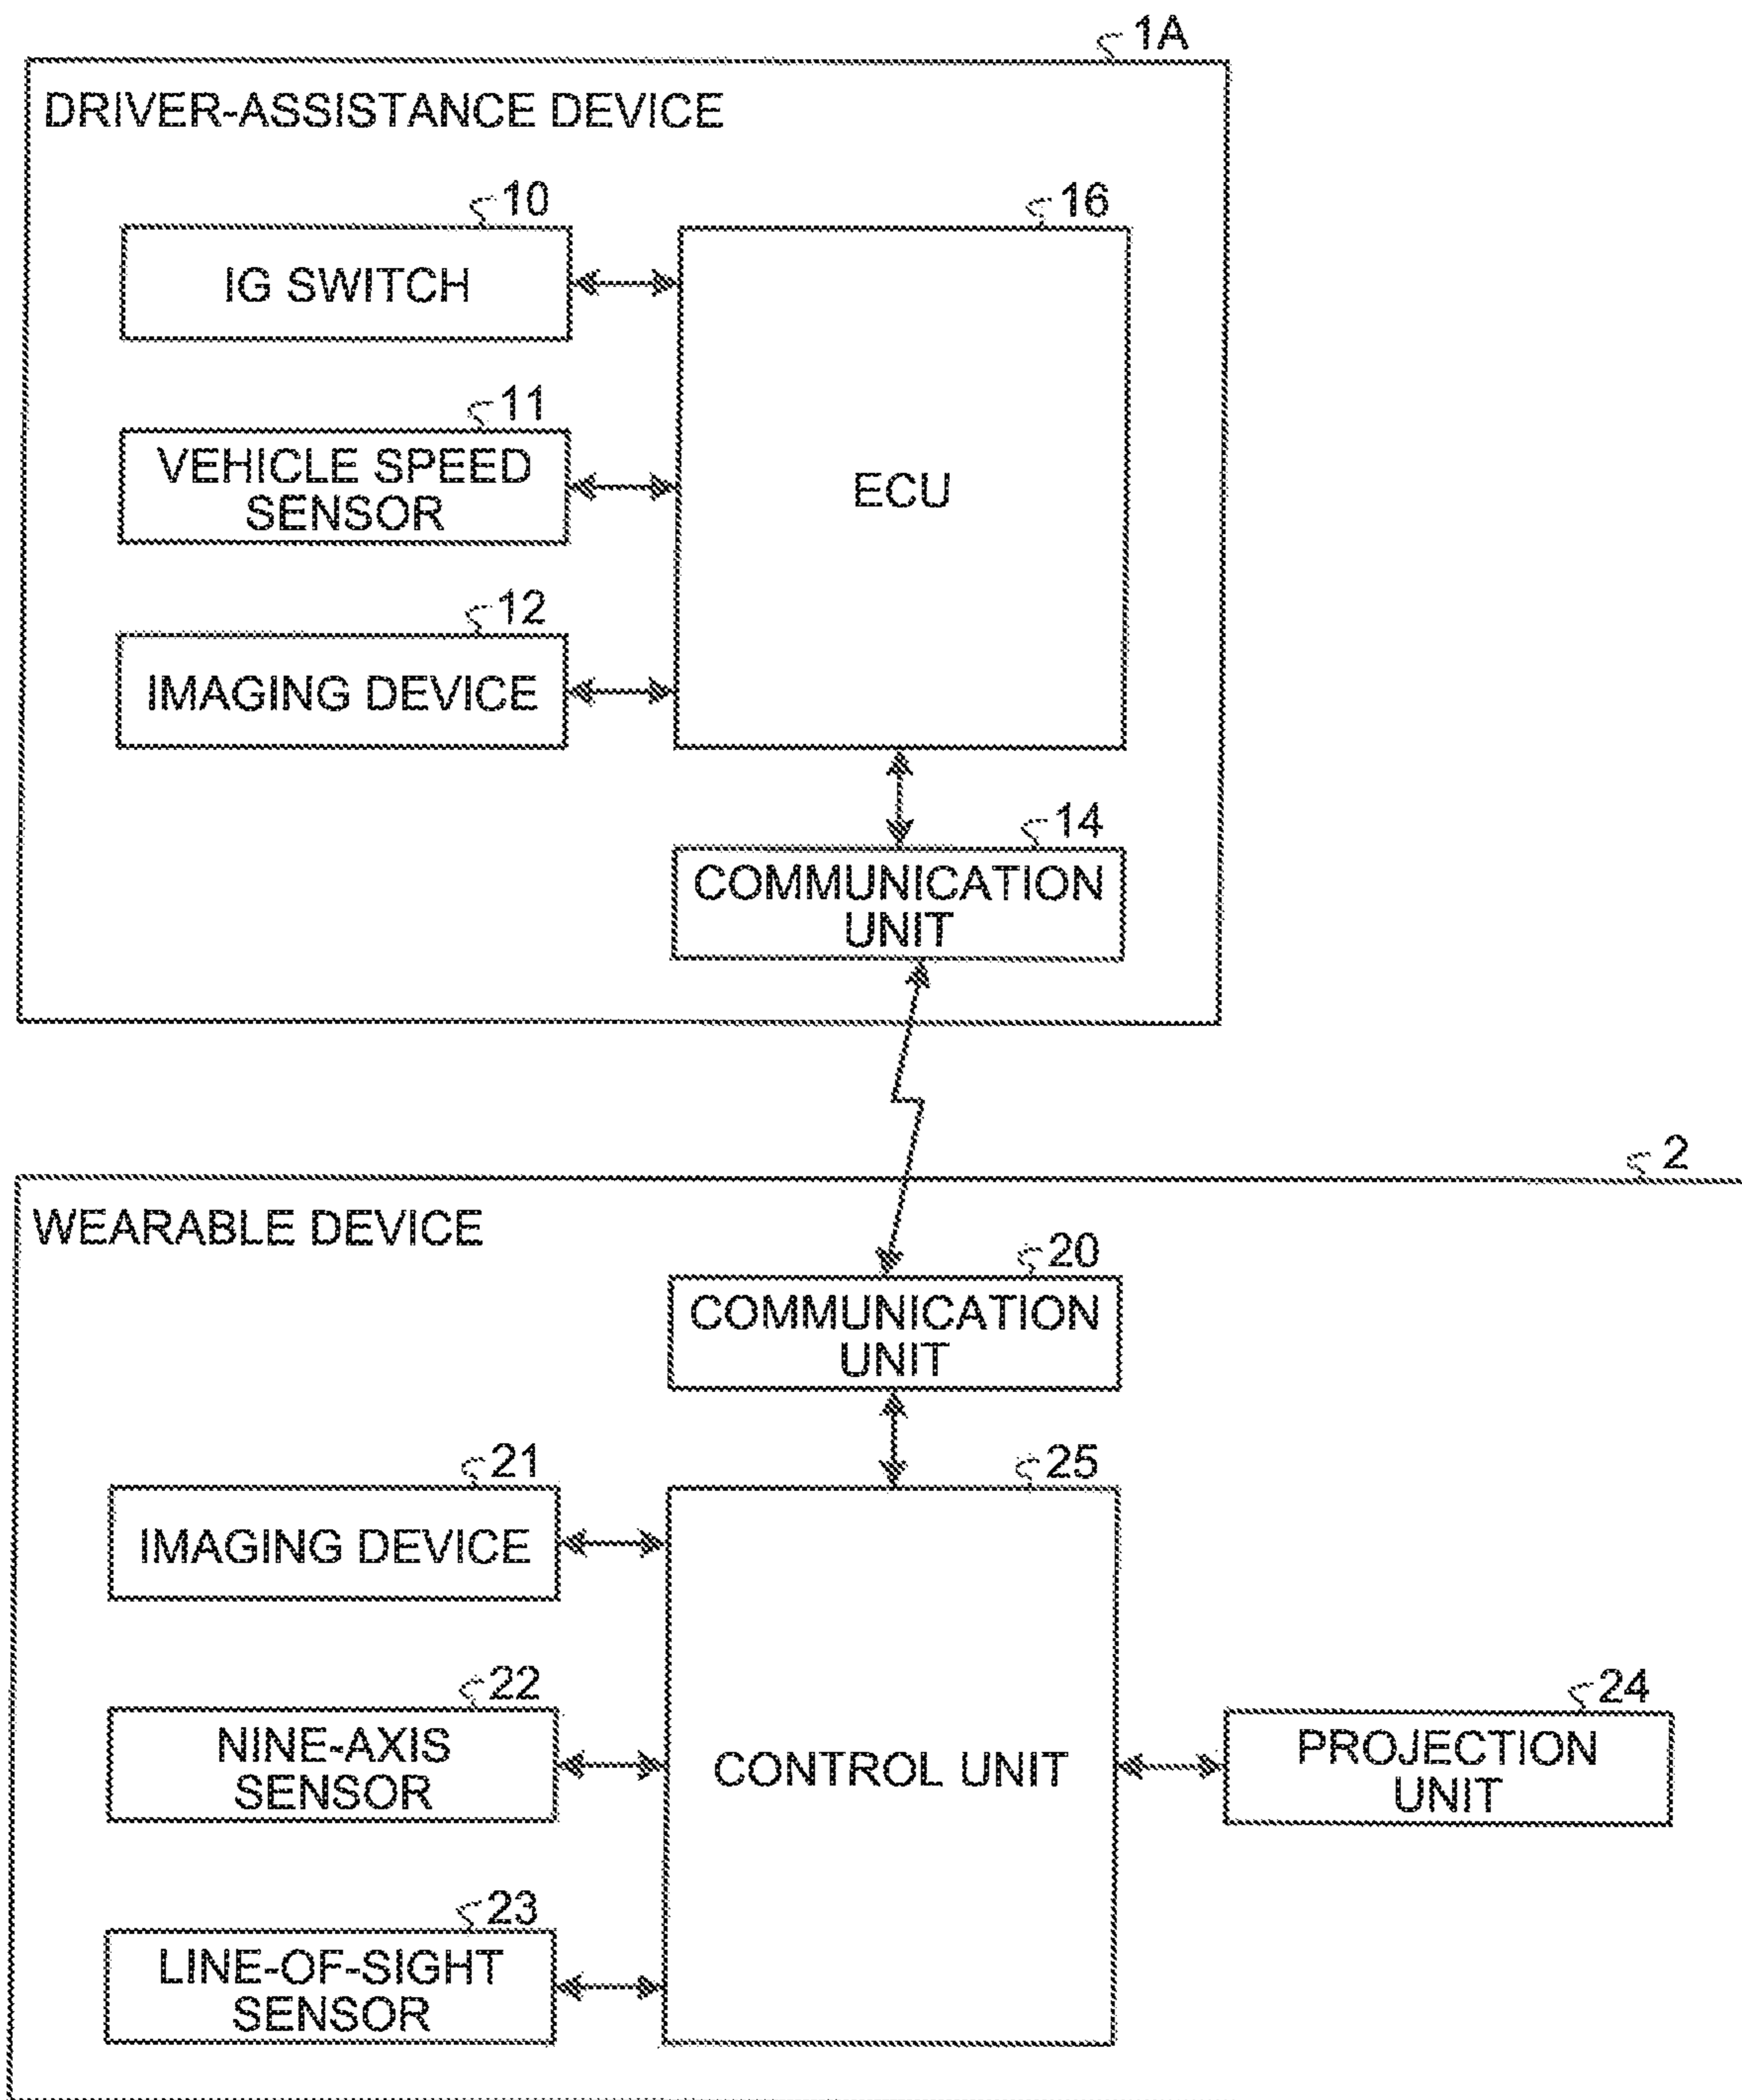 1A
DRIVER-ASSISTANCE DEVICE
10
IG SWITCH
16
ECU
11
VEHICLE SPEED
SENSOR
12
IMAGING DEVICE
14
COMMUNICATION
UNIT
2
WEARABLE DEVICE
20
COMMUNICATION
UNIT
21
IMAGING DEVICE
25
CONTROL UNIT
22
NINE-AXIS
SENSOR
24
PROJECTION
UNIT
23
LINE-OF-SIGHT
SENSOR